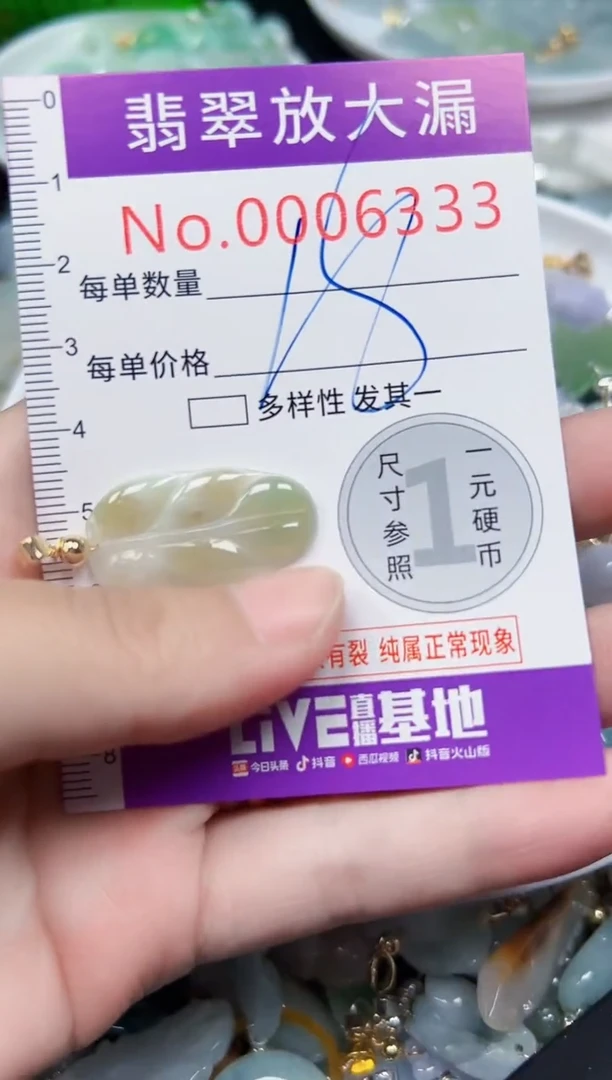 翡翠放大漏
No.0006333
每单数量
每单价格
多样性 发其一
尺寸参照
1
一元硬币
有裂 纯属正常现象
LIVE直播基地
今日头条 抖音 西瓜视频 抖音火山版
0
1
2
3
4
5
8